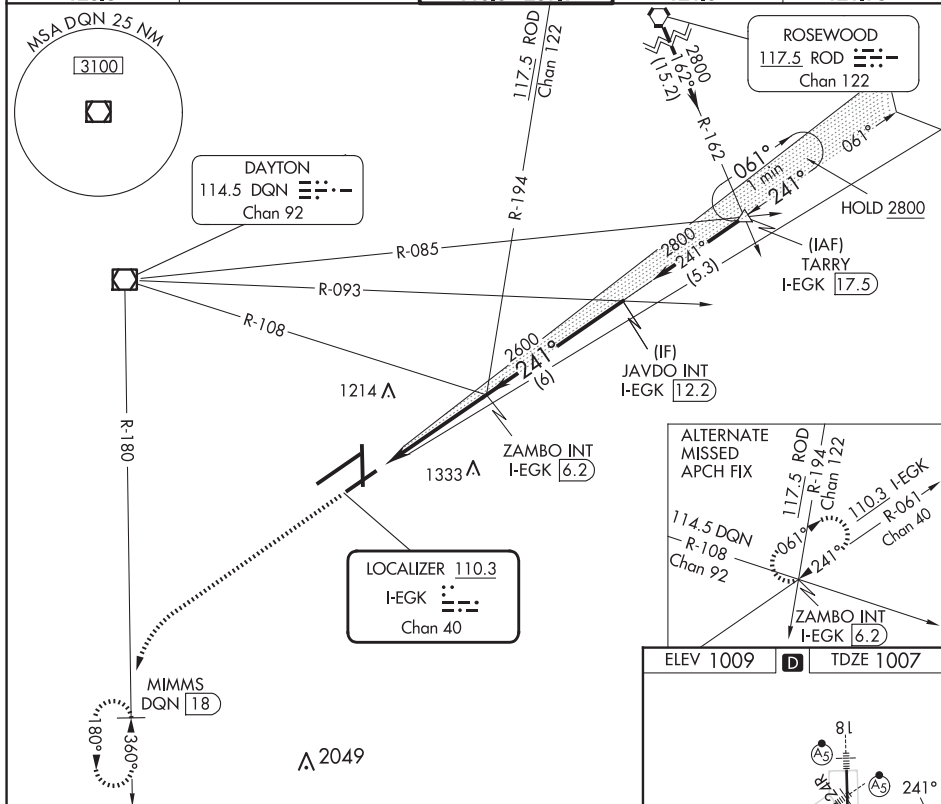 MSA DQN 25 NM
3100
117.5 ROD
Chan 122
R-194
2800
162°
(15.2)
R-162
ROSEWOOD
117.5 ROD
Chan 122
DAYTON
114.5 DQN
Chan 92
061°
1 min
241°
061°
HOLD 2800
(IAF)
TARRY
I-EGK 17.5
R-085
R-093
R-108
2800
241°
(5.3)
(IF)
JAVDO INT
I-EGK 12.2
2600
241°
(6)
1214
ZAMBO INT
I-EGK 6.2
1333
R-180
LOCALIZER 110.3
I-EGK
Chan 40
ALTERNATE
MISSED
APCH FIX
117.5 ROD
R-194
Chan 122
110.3 I-EGK
R-061
Chan 40
114.5 DQN
R-108
Chan 92
061°
241°
ZAMBO INT
I-EGK 6.2
MIMMS
DQN 18
180°
360°
2049
ELEV 1009
D
TDZE 1007
18
A5
24R
A5
241°